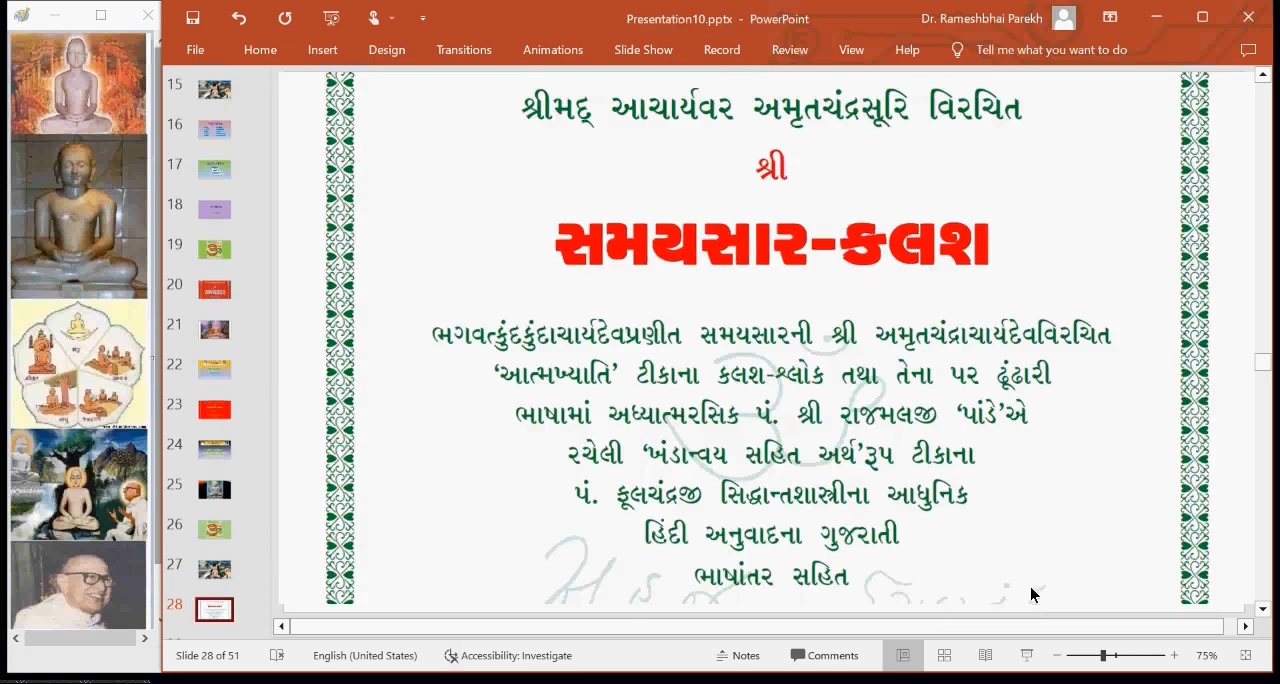 Presentation10.pptx - PowerPoint
Dr. Rameshbhai Parekh
File Home Insert Design Transitions Animations Slide Show Record Review View Help Tell me what you want to do
15
16
17
18
19
20
21
22
23
24
25
26
27
28
શ્રીમદ્ આચાર્યવર અમૃતચંદ્રસૂરિ વિરચિત
શ્રી
સમયસાર-કલશ
ભગવત્કુંદકુંદાચાર્યદેવપ્રણીત સમયસારની શ્રી અમૃતચંદ્રાચાર્યદેવવિરચિત
‘આત્મખ્યાતિ’ ટીકાના કલશ-શ્લોક તથા તેના પર ઢૂંઢારી
ભાષામાં અધ્યાત્મરસિક પં. શ્રી રાજમલજી ‘પાંડે’એ
રચેલી ‘ખંડાન્વય સહિત અર્થ’રૂપ ટીકાના
પં. ફૂલચંદ્રજી સિદ્ધાન્તશાસ્ત્રીના આધુનિક
હિંદી અનુવાદના ગુજરાતી
ભાષાંતર સહિત
Slide 28 of 51 English (United States) Accessibility: Investigate Notes Comments 75%